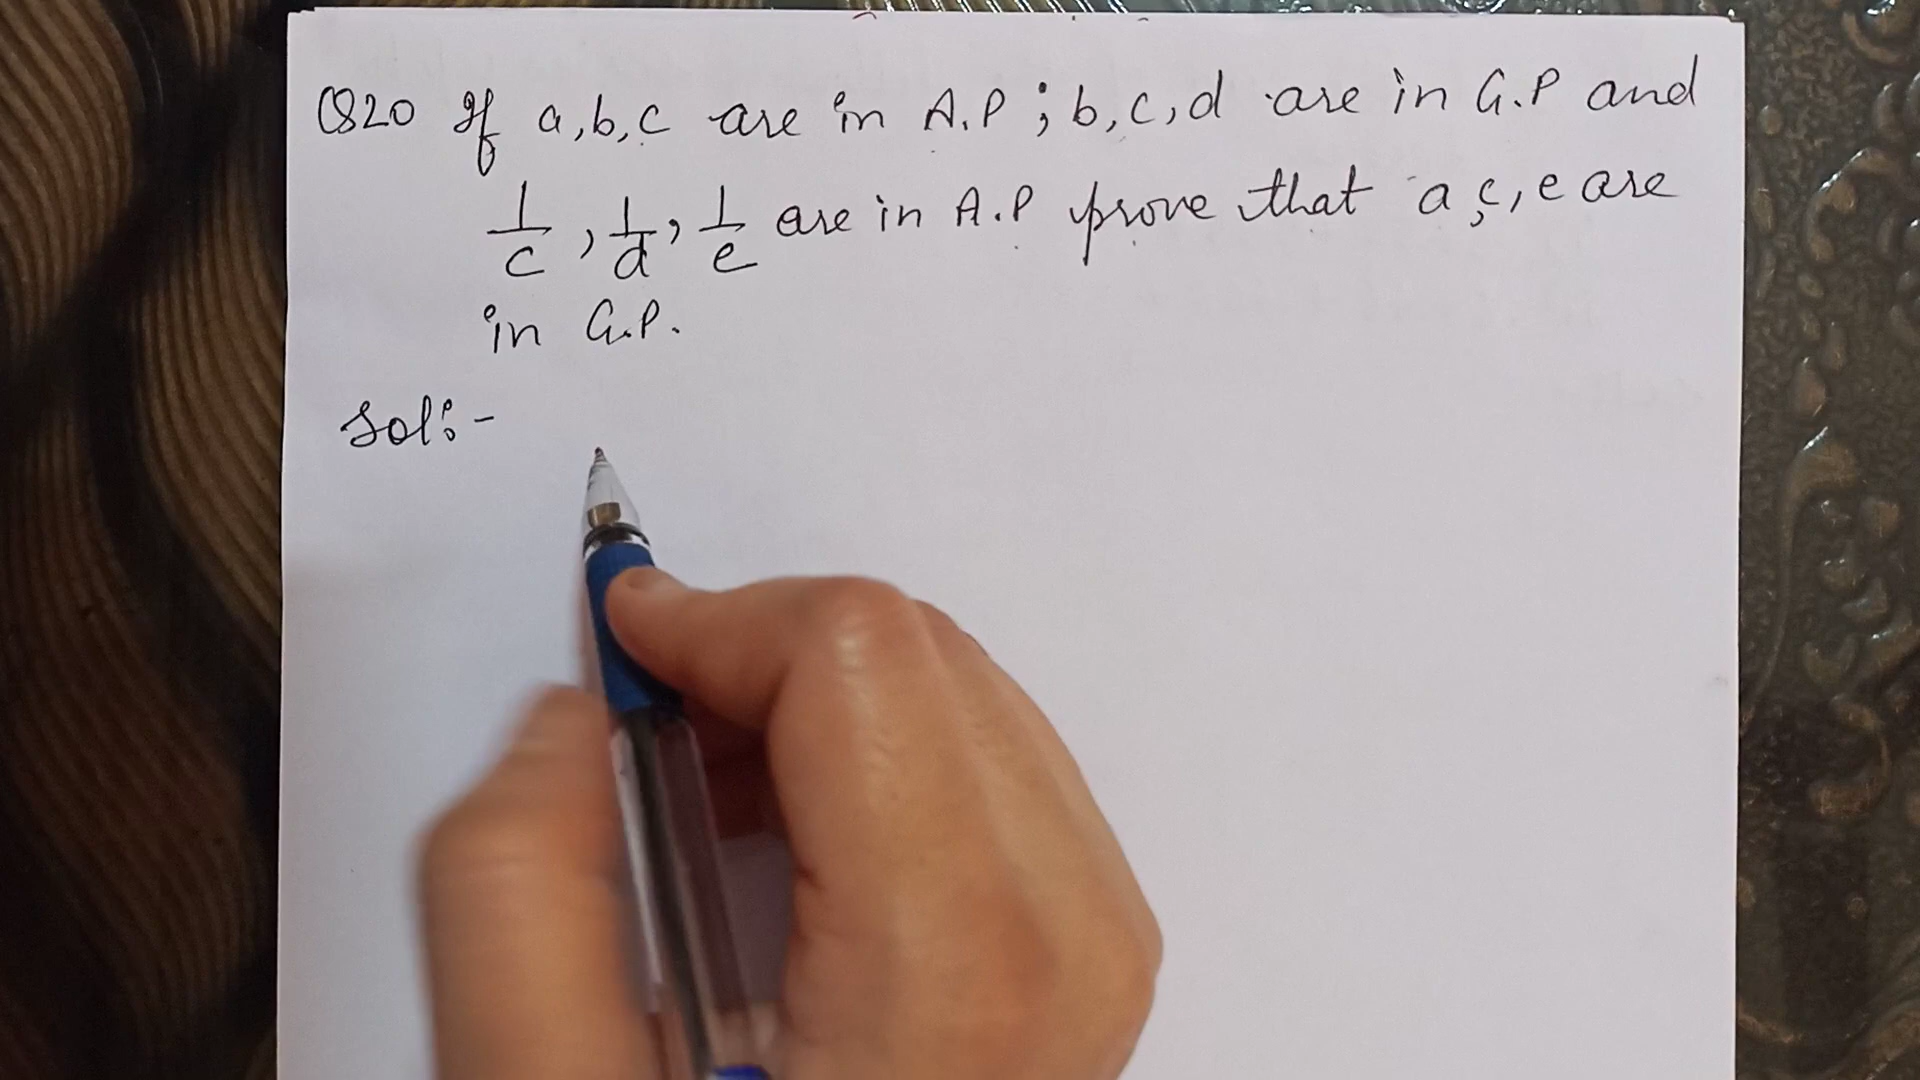 Q20 If a,b,c are in A.P ; b,c,d are in G.P and
1/c , 1/d , 1/e are in A.P prove that a,c,e are
in G.P.
Sol:-